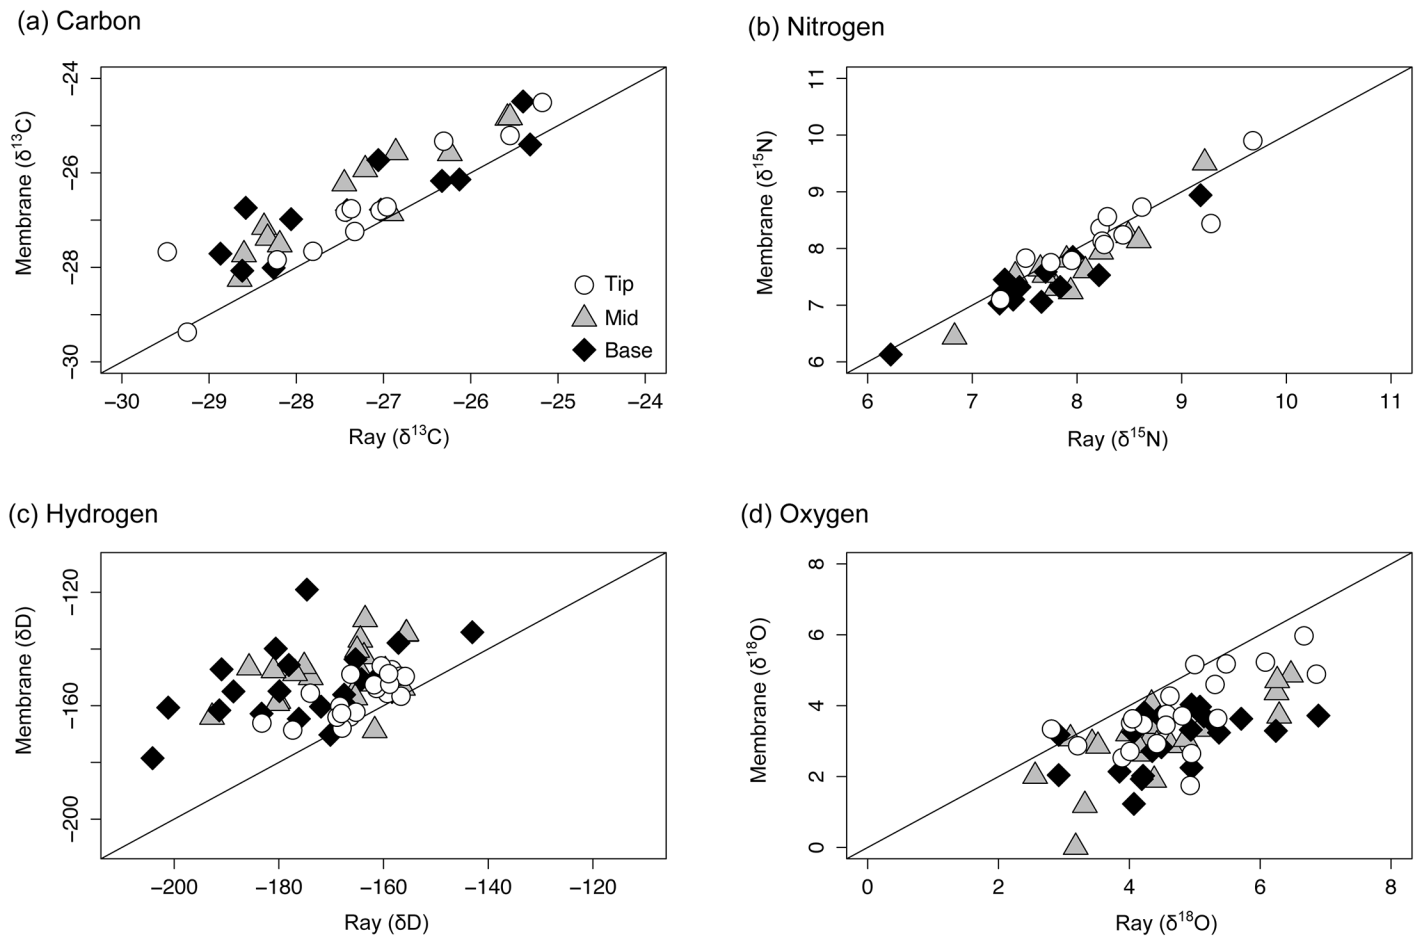 (a) Carbon
Membrane (δ¹³C)
−24
−26
−28
−30
−30 −29 −28 −27 −26 −25 −24
Ray (δ¹³C)
Tip
Mid
Base
(b) Nitrogen
Membrane (δ¹⁵N)
11
10
9
8
7
6
6 7 8 9 10 11
Ray (δ¹⁵N)
(c) Hydrogen
Membrane (δD)
−120
−160
−200
−200 −180 −160 −140 −120
Ray (δD)
(d) Oxygen
Membrane (δ¹⁸O)
8
6
4
2
0
0 2 4 6 8
Ray (δ¹⁸O)